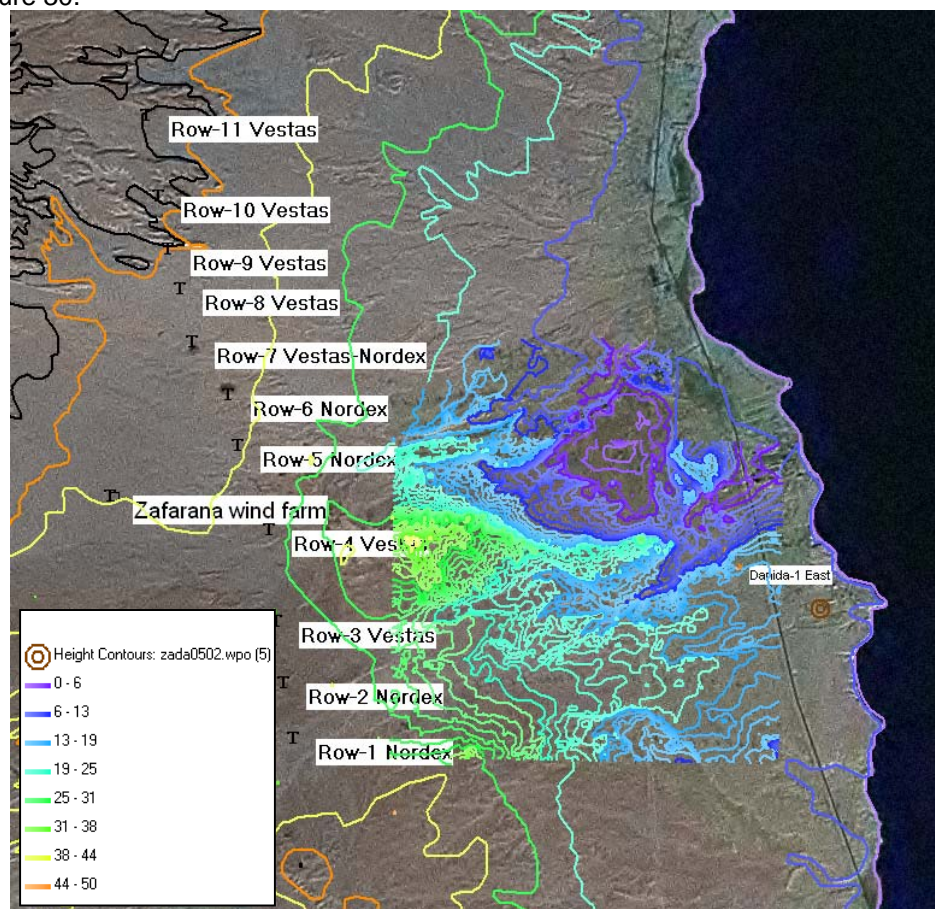 Row-11 Vestas
Row-10 Vestas
Row-9 Vestas
Row-8 Vestas
Row-7 Vestas-Nordex
Row-6 Nordex
Row-5 Nordex
Zafarana wind farm
Row-4 Vestas
Danida-1 East
Row-3 Vestas
Row-2 Nordex
Row-1 Nordex
Height Contours: zada0502.wpo (5)
0 - 6
6 - 13
13 - 19
19 - 25
25 - 31
31 - 38
38 - 44
44 - 50